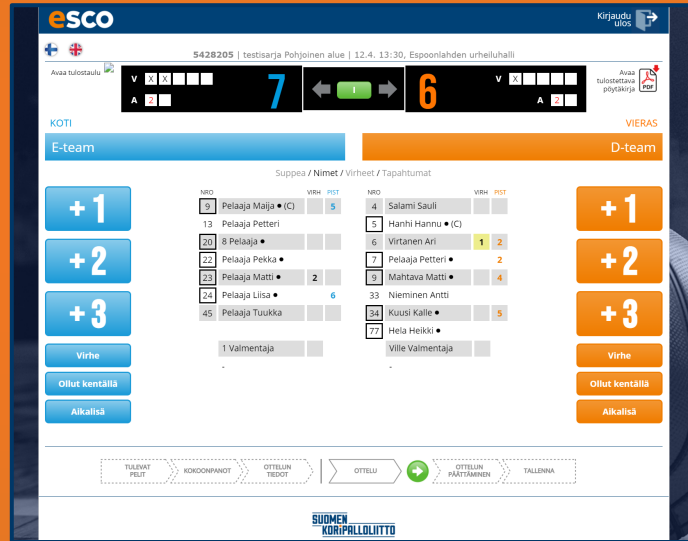 esco
Kirjaudu
ulos
5428205 | testisarja Pohjoinen alue | 12.4. 13:30, Espoonlahden urheiluhalli
Avaa tulostaulu
V X X
A 2
7
I
6
V X
A 2
Avaa
tulostettava
pöytäkirja
PDF
KOTI
VIERAS
E-team
D-team
Suppea / Nimet / Virheet / Tapahtumat
+1
+2
+3
Virhe
Ollut kentällä
Aikalisä
NRO VIRH PIST
9 Pelaaja Maija • (C) 5
13 Pelaaja Petteri
20 8 Pelaaja •
22 Pelaaja Pekka •
23 Pelaaja Matti • 2
24 Pelaaja Liisa • 6
45 Pelaaja Tuukka
1 Valmentaja
-
NRO VIRH PIST
4 Salami Sauli
5 Hanhi Hannu • (C)
6 Virtanen Ari 1 2
7 Pelaaja Petteri • 2
9 Mahtava Matti • 4
33 Nieminen Antti
34 Kuusi Kalle • 5
77 Hela Heikki •
Ville Valmentaja
-
+1
+2
+3
Virhe
Ollut kentällä
Aikalisä
TULEVAT
PELIT
KOKOONPANOT
OTTELUN
TIEDOT
OTTELU
OTTELUN
PÄÄTTÄMINEN
TALLENNA
SUOMEN
KORIPALLOLIITTO